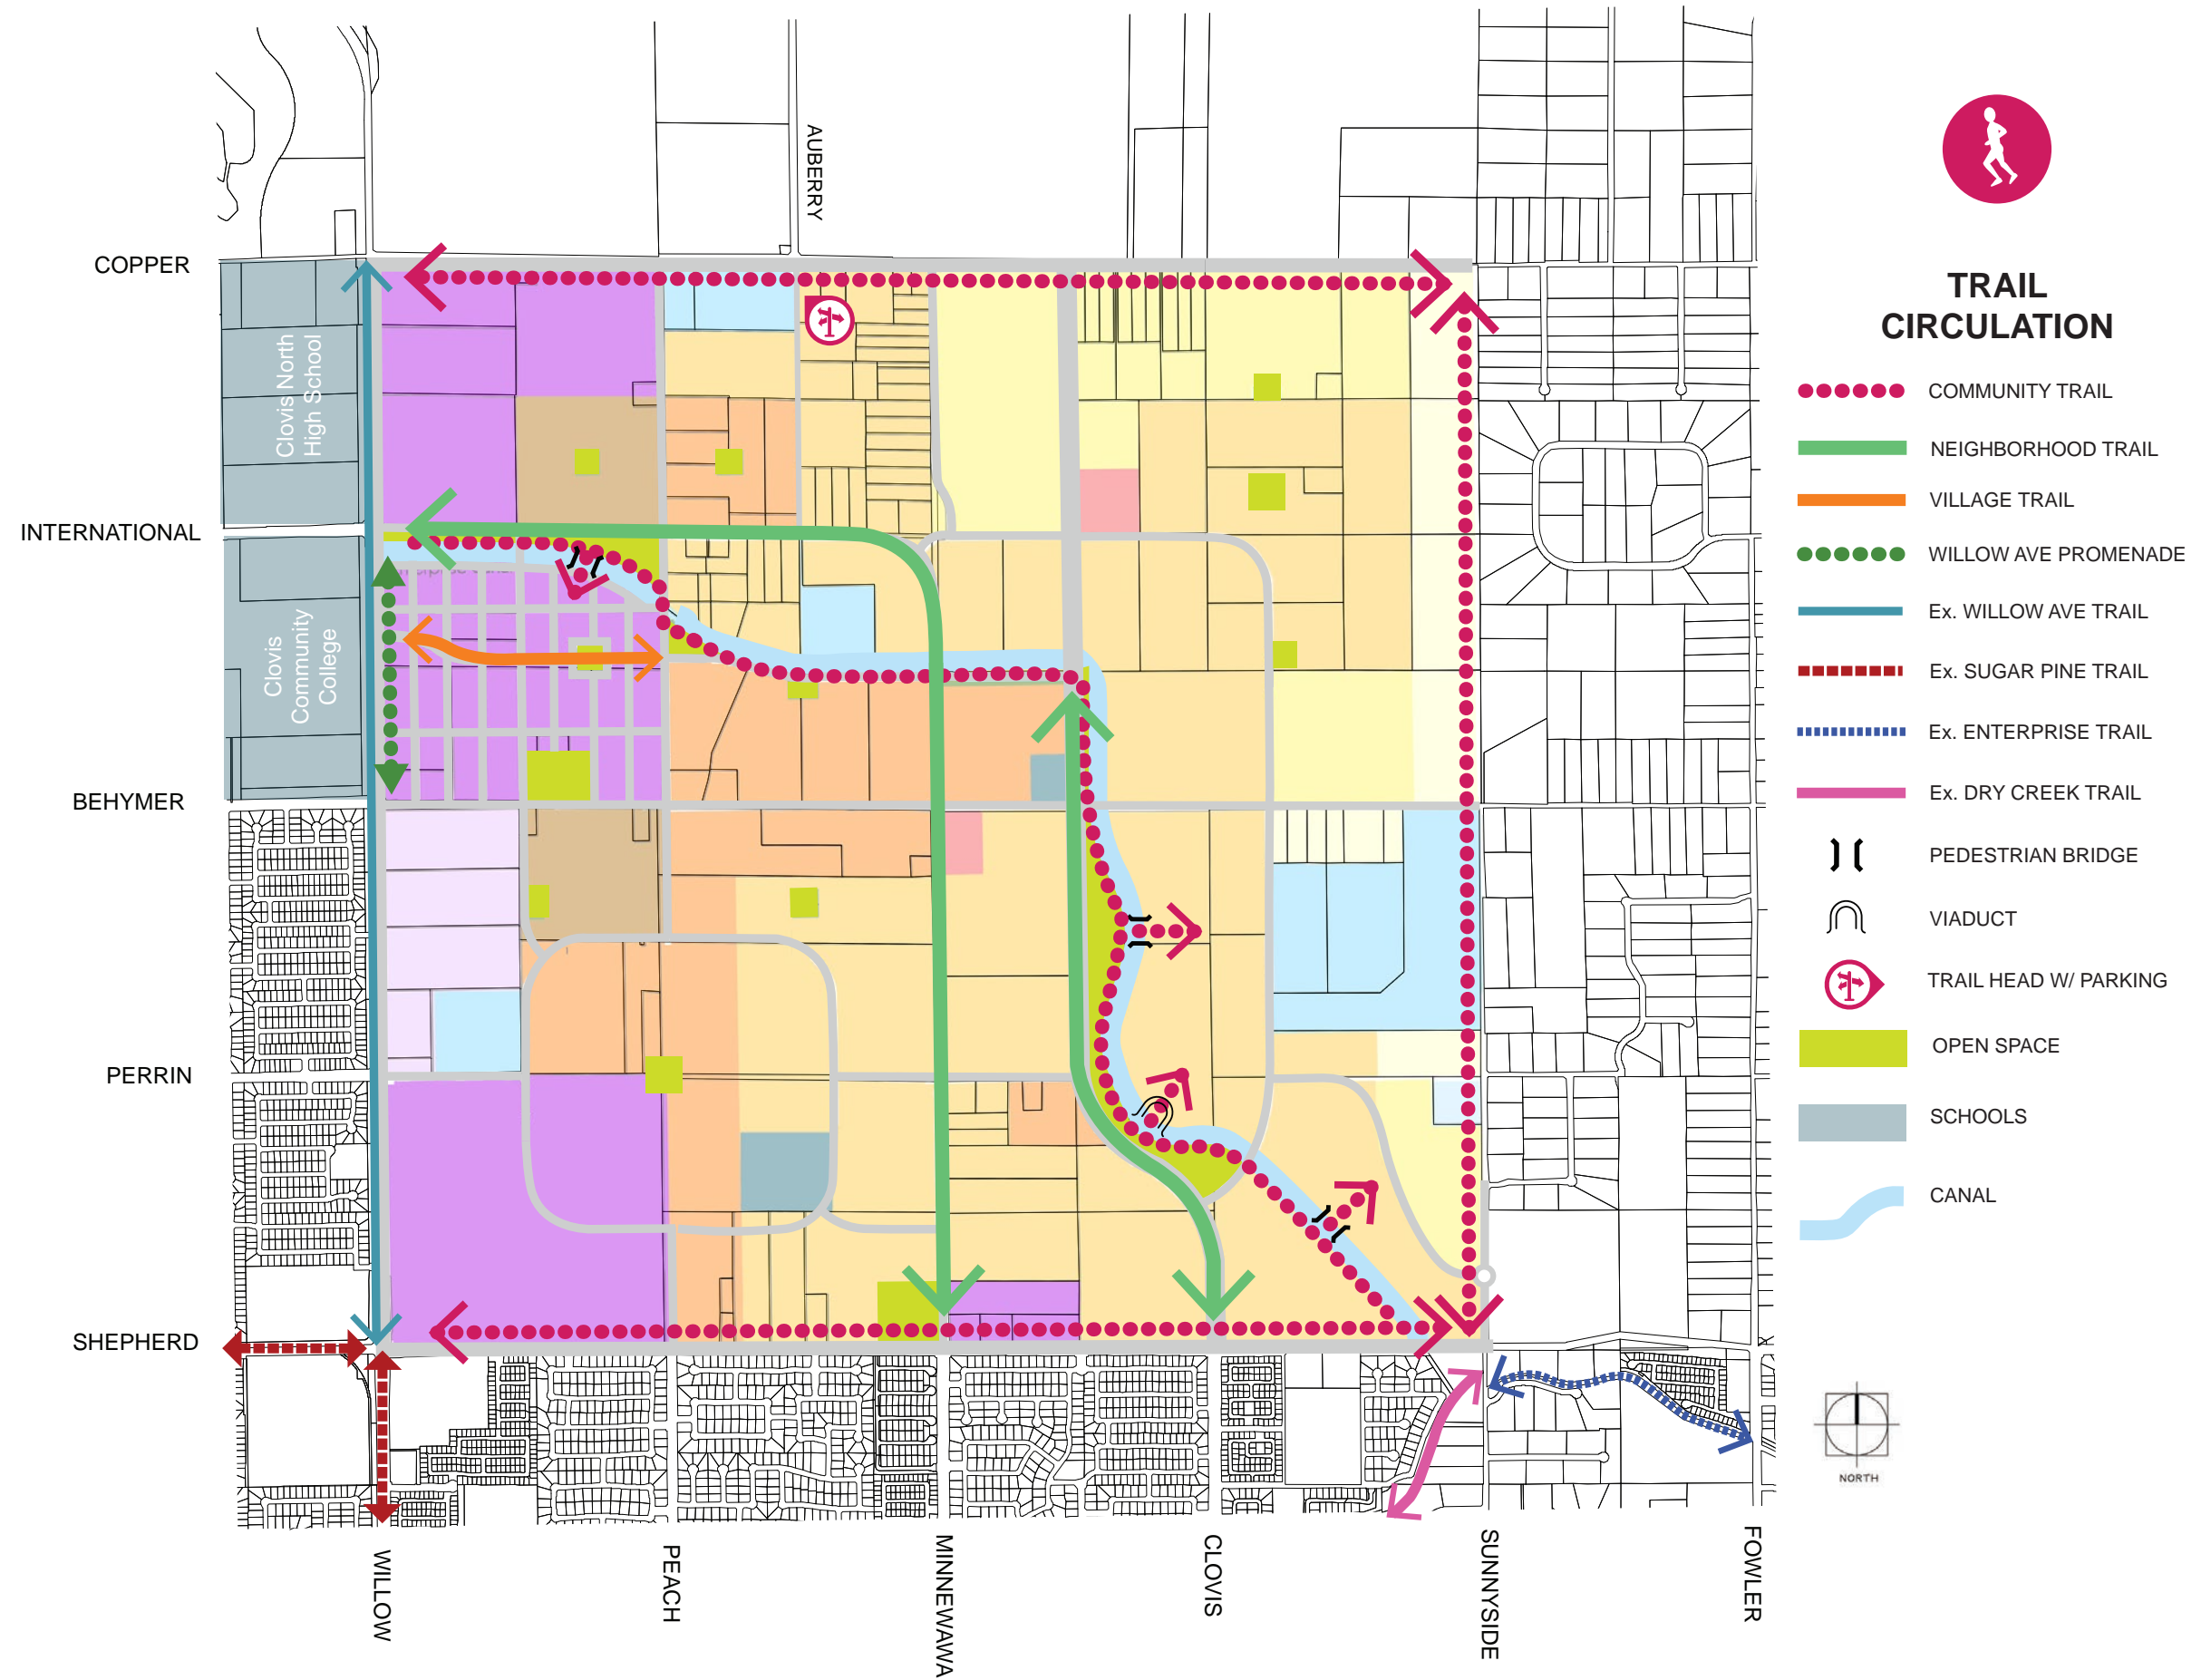 AUBERRY
COPPER
INTERNATIONAL
BEHYMER
PERRIN
SHEPHERD
Clovis North
High School
Clovis
Community
College
WILLOW
PEACH
MINNEWAWA
CLOVIS
SUNNYSIDE
FOWLER
TRAIL
CIRCULATION
COMMUNITY TRAIL
NEIGHBORHOOD TRAIL
VILLAGE TRAIL
WILLOW AVE PROMENADE
Ex. WILLOW AVE TRAIL
Ex. SUGAR PINE TRAIL
Ex. ENTERPRISE TRAIL
Ex. DRY CREEK TRAIL
PEDESTRIAN BRIDGE
VIADUCT
TRAIL HEAD W/ PARKING
OPEN SPACE
SCHOOLS
CANAL
NORTH